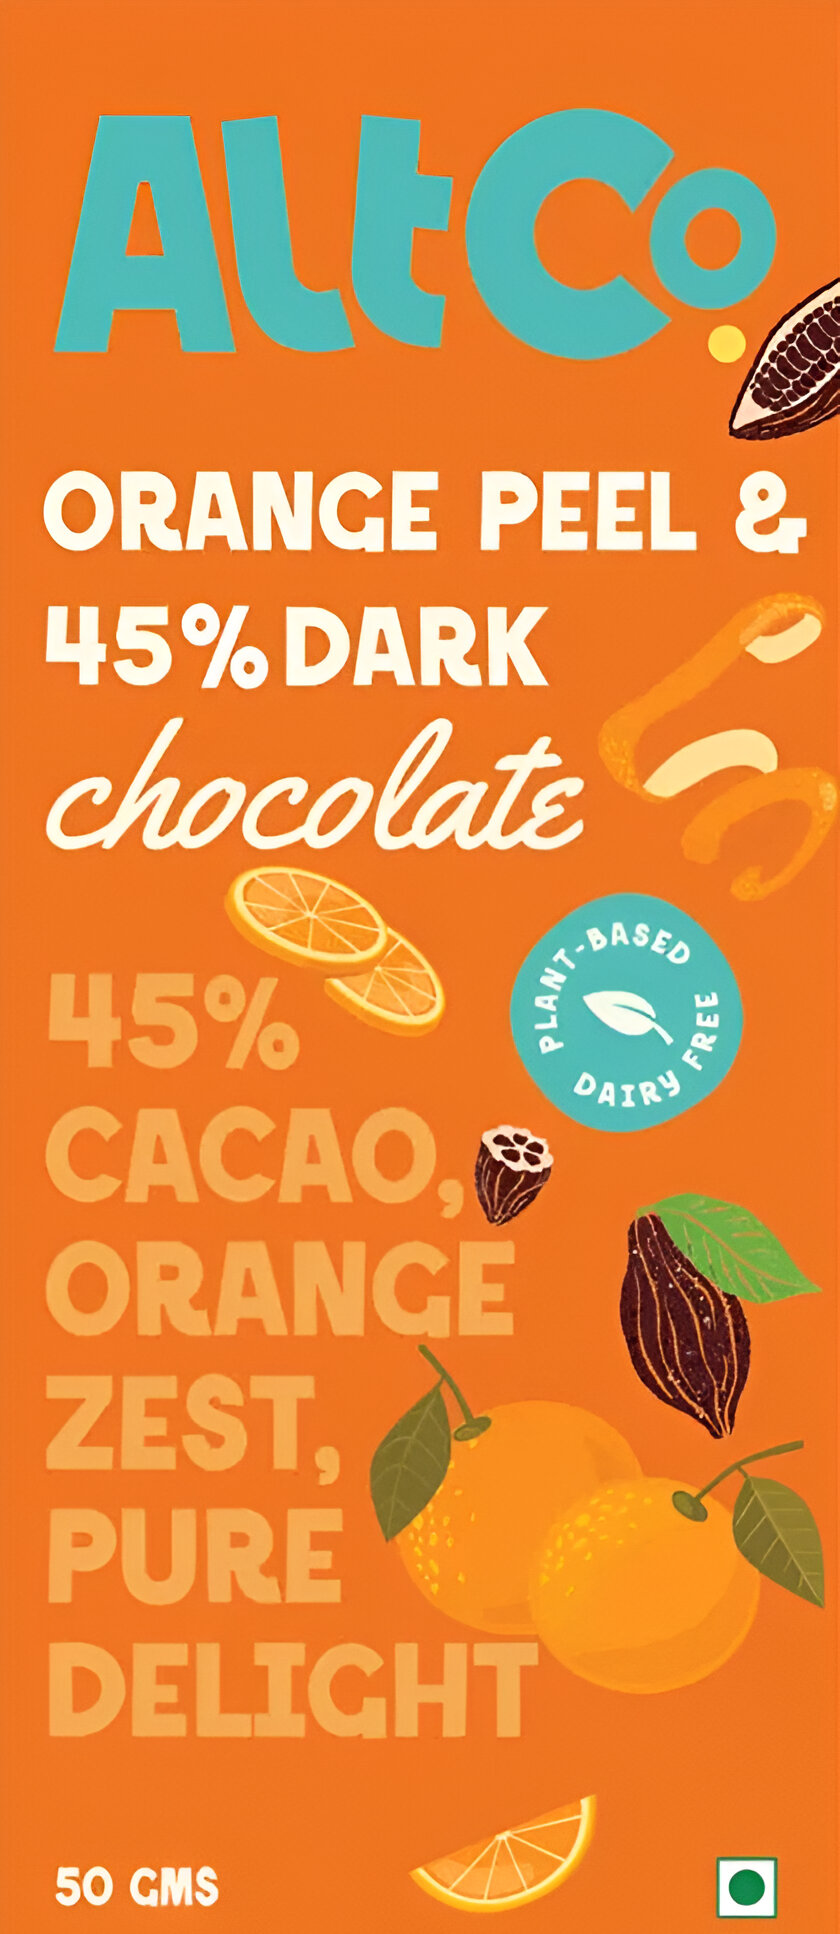 AltCo.
ORANGE PEEL &
45% DARK
chocolate
PLANT-BASED
DAIRY FREE
45%
CACAO,
ORANGE
ZEST,
PURE
DELIGHT
50 GMS